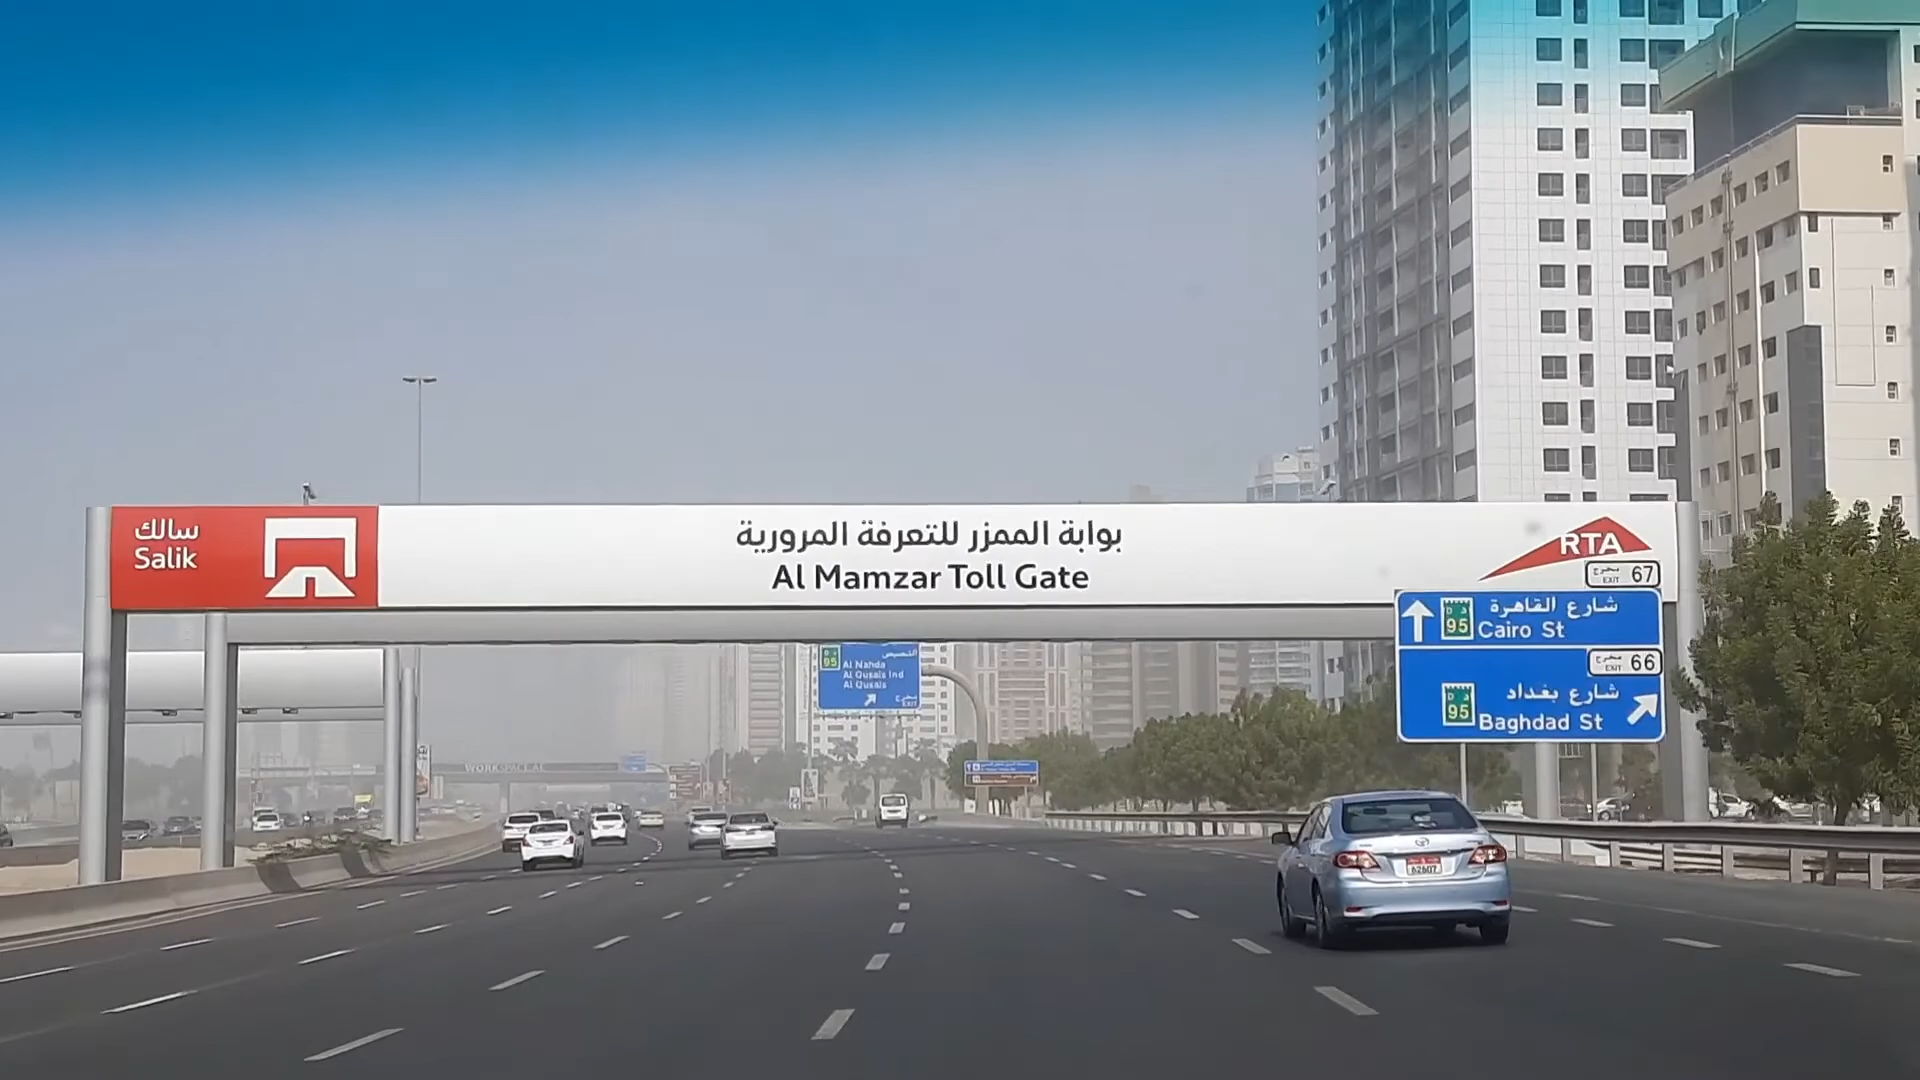 سالك
Salik
بوابة الممزر للتعرفة المرورية
Al Mamzar Toll Gate
RTA
مخرج
EXIT 67
د
D 95
شارع القاهرة
Cairo St
مخرج
EXIT 66
د
D 95
شارع بغداد
Baghdad St
95
القصيص
Al Nahda
Al Qusais Ind
Al Qusais
مخرج
EXIT
62607